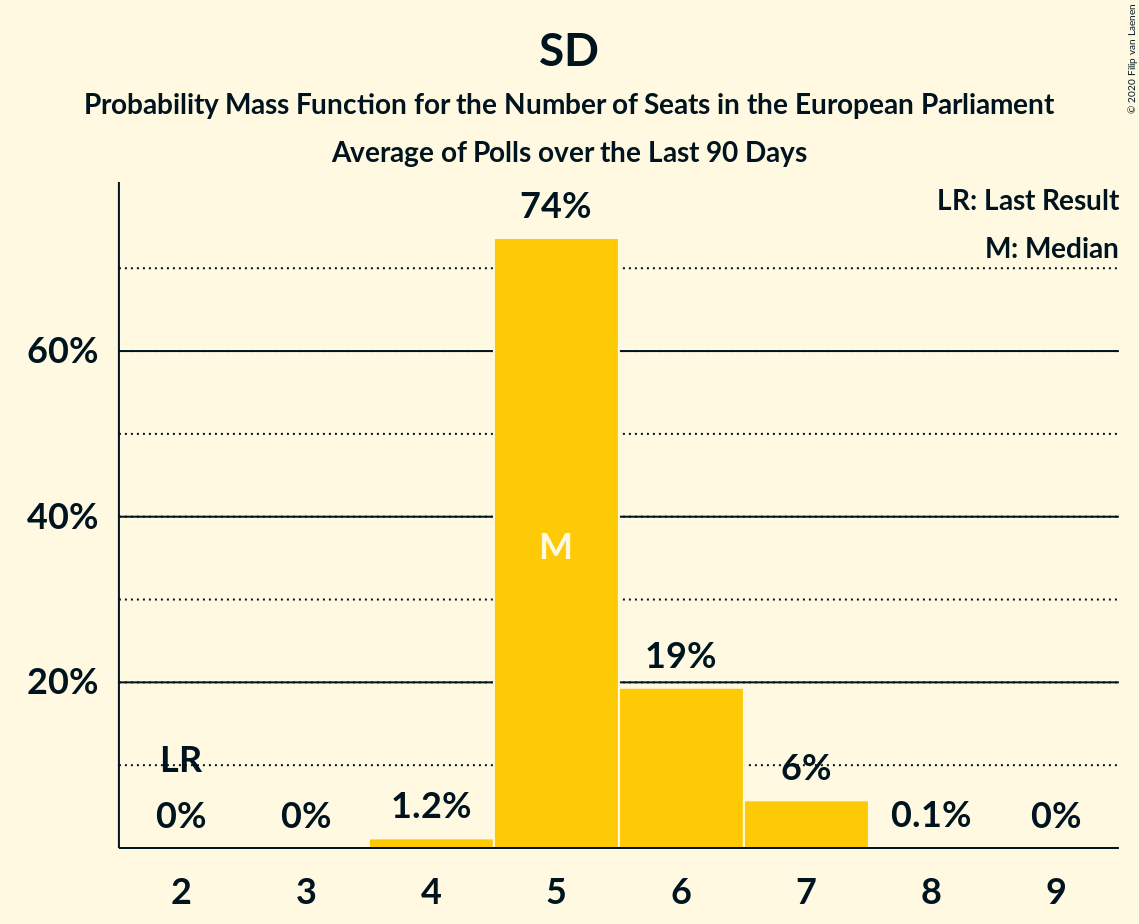 SD
Probability Mass Function for the Number of Seats in the European Parliament
Average of Polls over the Last 90 Days
© 2020 Filip van Laenen
LR: Last Result
M: Median
74%
60%
40%
M
20%
19%
LR
6%
0%
0%
1.2%
0.1%
0%
2
3
4
5
6
7
8
9